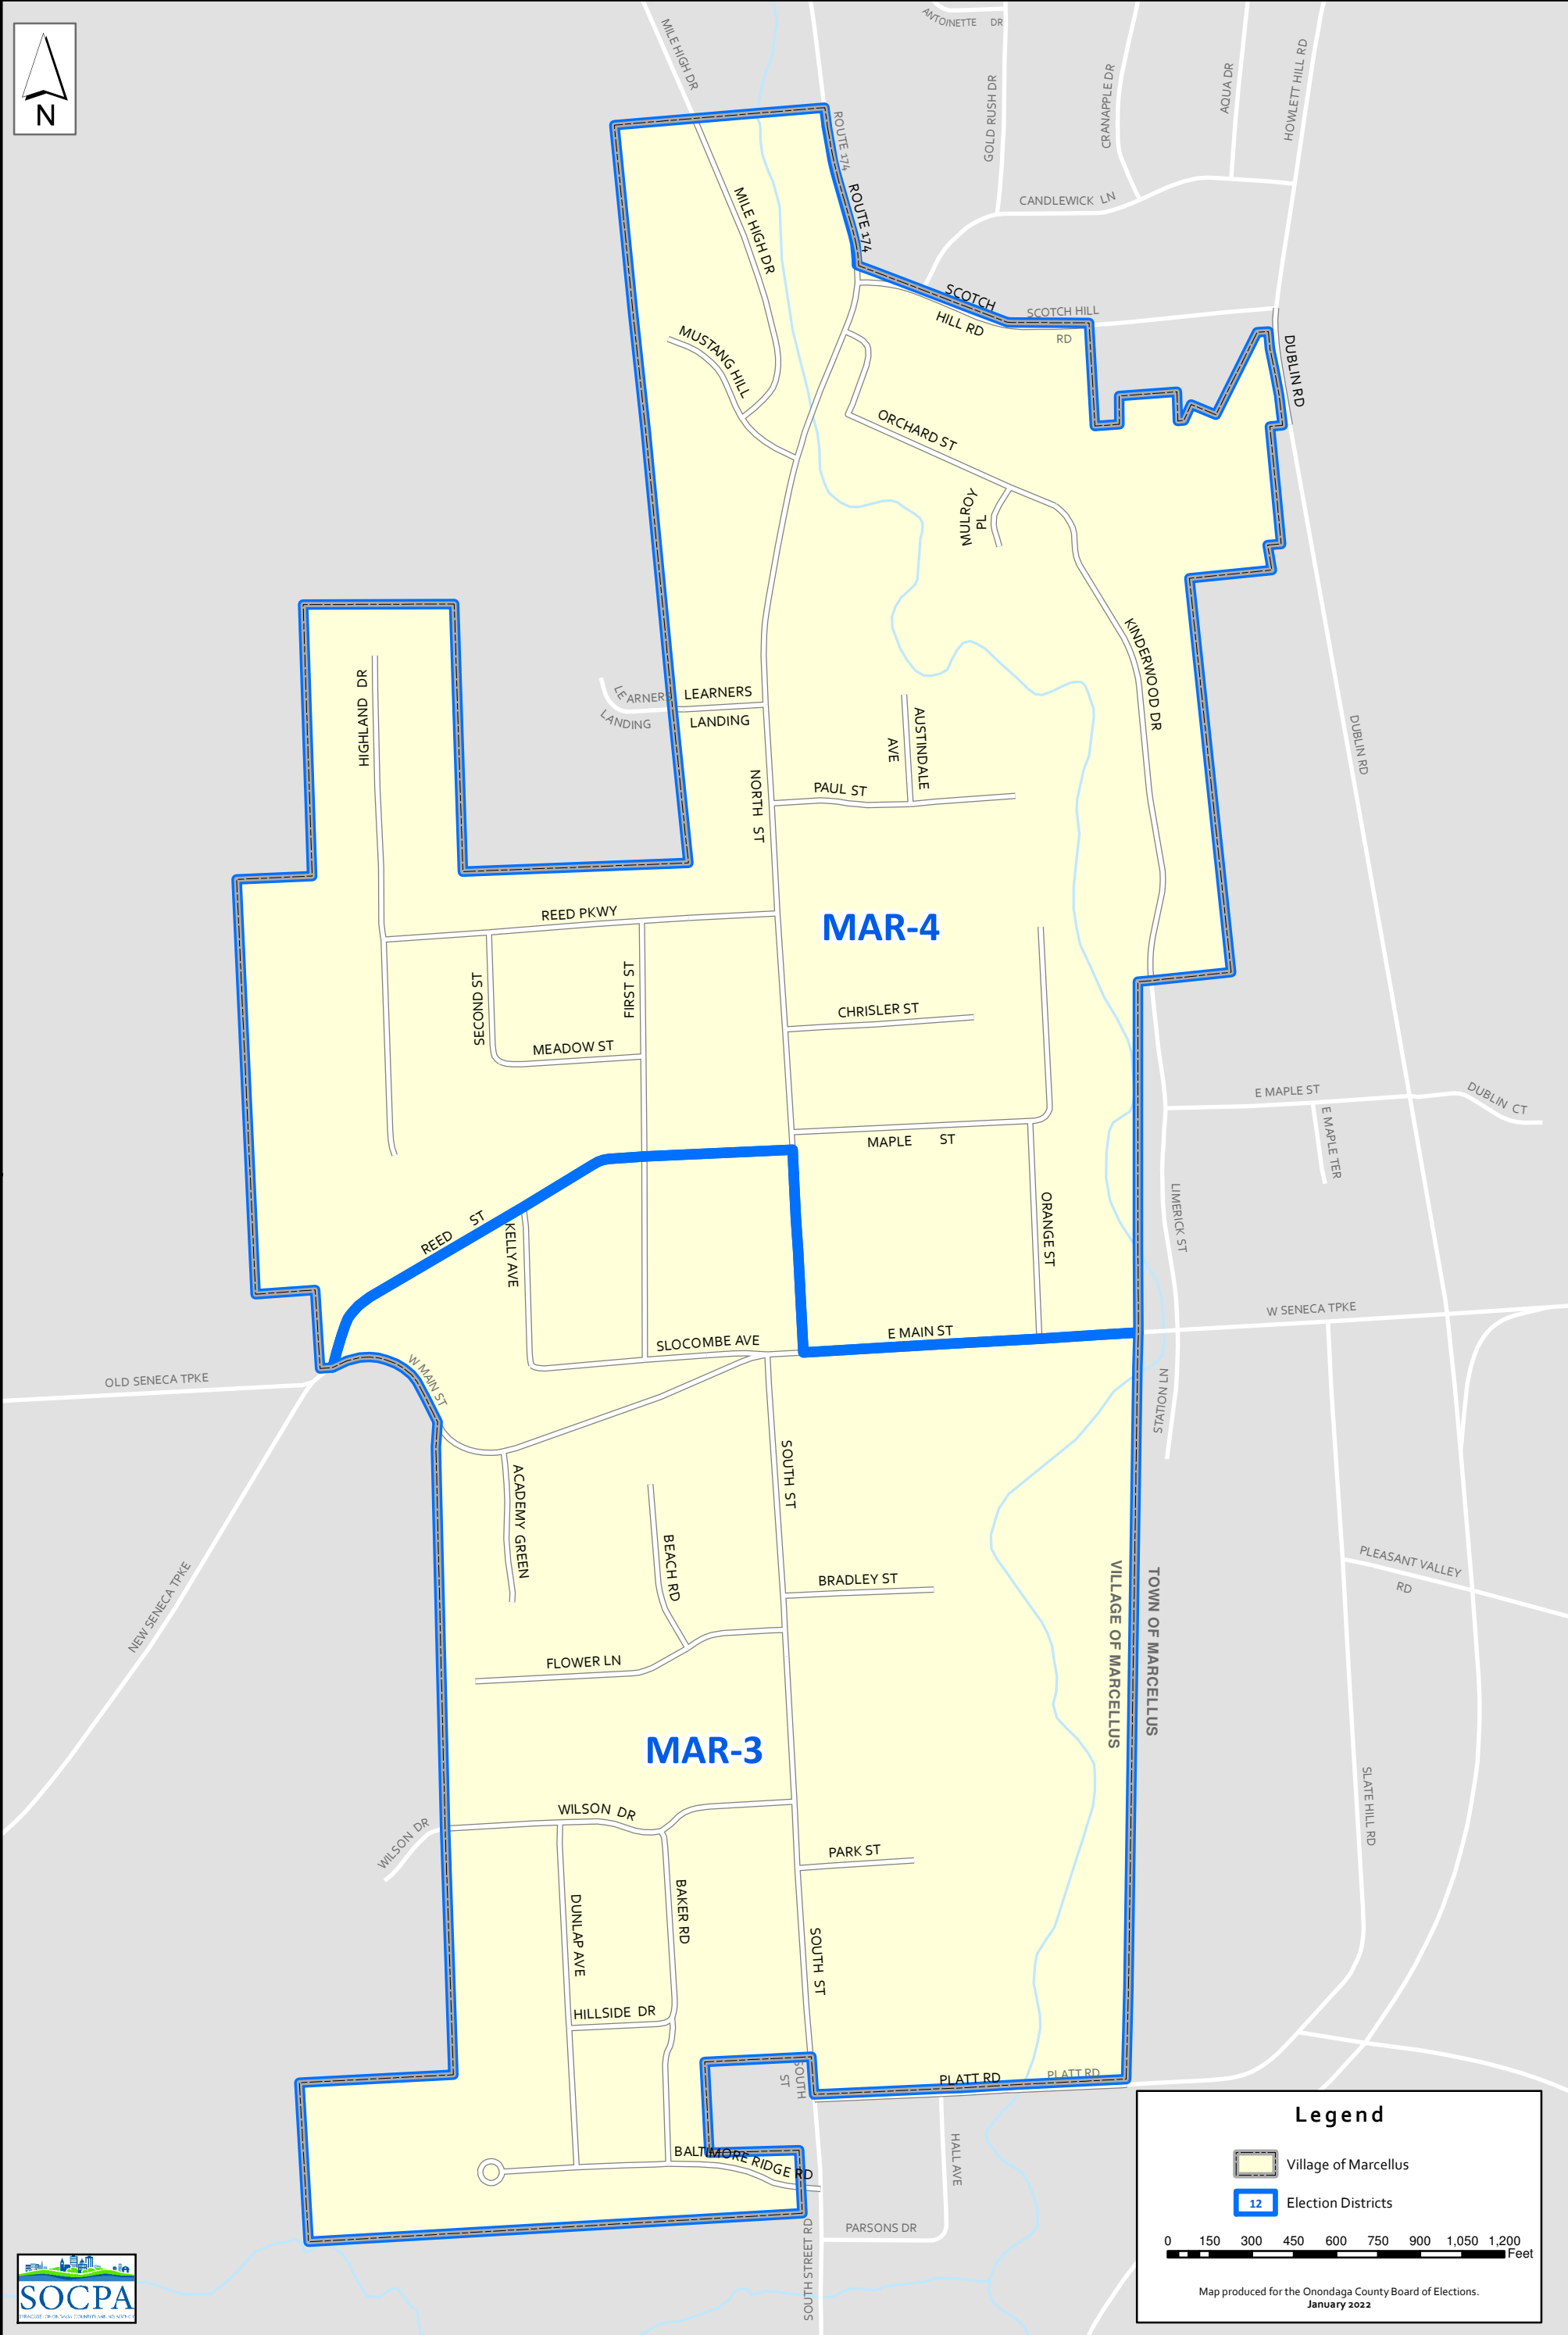 ANTOINETTE DR
MILE HIGH DR
GOLD RUSH DR
CRANAPPLE DR
AQUA DR
HOWLETT HILL RD
N
ROUTE 174
ROUTE 174
CANDLEWICK LN
MILE HIGH DR
SCOTCH
HILL RD
SCOTCH HILL
RD
MUSTANG HILL
DUBLIN RD
ORCHARD ST
MULROY
PL
KINDERWOOD DR
HIGHLAND DR
LEARNERS
LANDING
LEARNERS
LANDING
AUSTINDALE
AVE
DUBLIN RD
NORTH ST
PAUL ST
REED PKWY
MAR-4
SECOND ST
FIRST ST
CHRISLER ST
MEADOW ST
E MAPLE ST
DUBLIN CT
E MAPLE TER
MAPLE ST
LIMERICK ST
ORANGE ST
REED ST
KELLY AVE
W SENECA TPKE
E MAIN ST
SLOCOMBE AVE
OLD SENECA TPKE
W MAIN ST
STATION LN
SOUTH ST
ACADEMY GREEN
BEACH RD
BRADLEY ST
PLEASANT VALLEY
RD
NEW SENECA TPKE
VILLAGE OF MARCELLUS
TOWN OF MARCELLUS
FLOWER LN
MAR-3
WILSON DR
WILSON DR
SLATE HILL RD
PARK ST
BAKER RD
DUNLAP AVE
SOUTH ST
HILLSIDE DR
SOUTH
ST
PLATT RD
PLATT RD
BALTIMORE RIDGE RD
HALL AVE
PARSONS DR
SOUTH STREET RD
Legend
Village of Marcellus
12 Election Districts
0 150 300 450 600 750 900 1,050 1,200
Feet
Map produced for the Onondaga County Board of Elections.
January 2022
SOCPA
SYRACUSE-ONONDAGA COUNTY PLANNING AGENCY